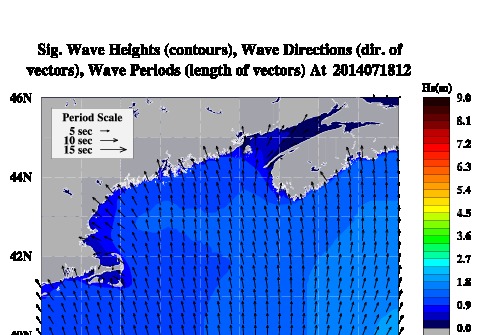 Sig. Wave Heights (contours), Wave Directions (dir. of
vectors), Wave Periods (length of vectors) At 2014071812
Hs(m)
46N
Period Scale
5 sec
10 sec
15 sec
44N
42N
40N
9.0
8.1
7.2
6.3
5.4
4.5
3.6
2.7
1.8
0.9
0.0